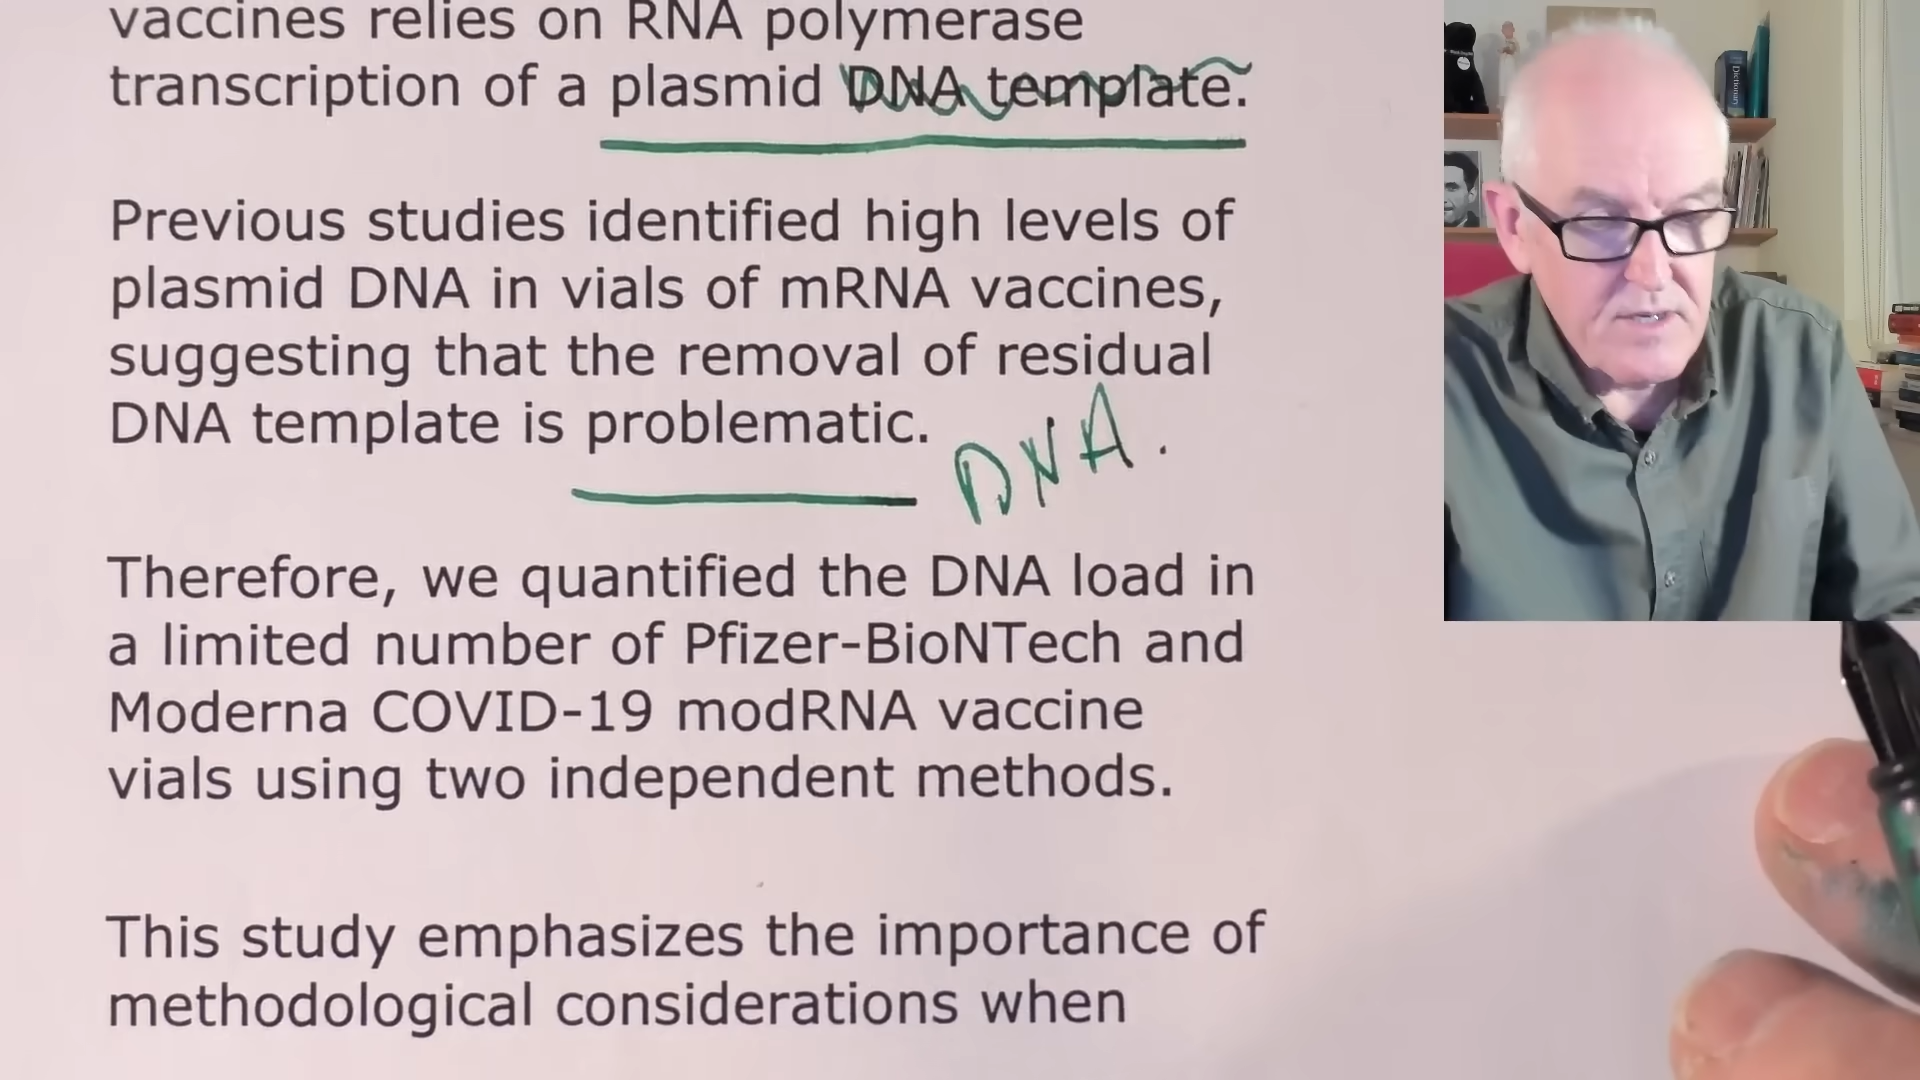 vaccines relies on RNA polymerase
transcription of a plasmid DNA template.
Previous studies identified high levels of
plasmid DNA in vials of mRNA vaccines,
suggesting that the removal of residual
DNA template is problematic.
DNA.
Therefore, we quantified the DNA load in
a limited number of Pfizer-BioNTech and
Moderna COVID-19 modRNA vaccine
vials using two independent methods.
This study emphasizes the importance of
methodological considerations when
Dictionary